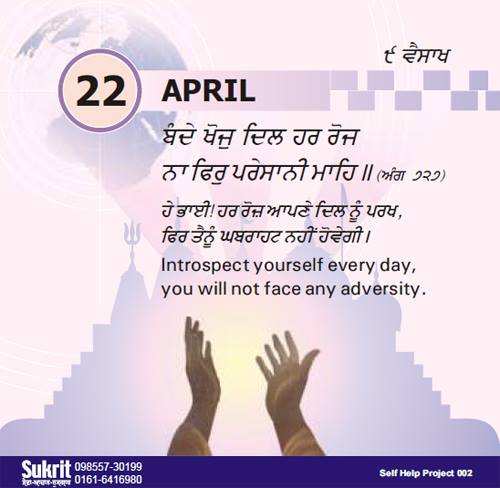 ੯ ਵੈਸਾਖ
22 APRIL
ਬੰਦੇ ਖੋਜੁ ਦਿਲ ਹਰ ਰੋਜ
ਨਾ ਫਿਰੁ ਪਰੇਸਾਨੀ ਮਾਹਿ ॥ (ਅੰਗ ੭੨੭)
ਹੇ ਭਾਈ! ਹਰ ਰੋਜ਼ ਆਪਣੇ ਦਿਲ ਨੂੰ ਪਰਖ,
ਫਿਰ ਤੈਨੂੰ ਘਬਰਾਹਟ ਨਹੀਂ ਹੋਵੇਗੀ।
Introspect yourself every day,
you will not face any adversity.
Sukrit 098557-30199
0161-6416980
Self Help Project 002